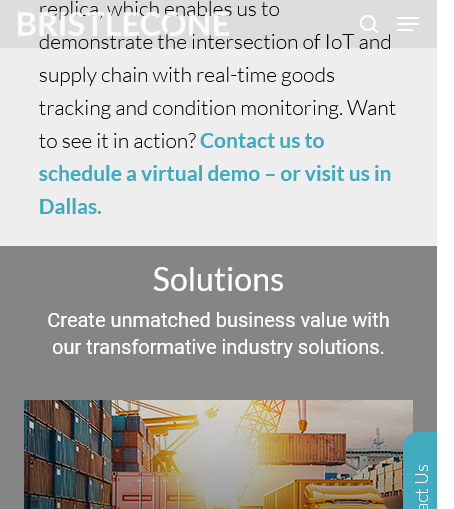 replica, which enables us to
BRISTLECONE
demonstrate the intersection of IoT and
supply chain with real-time goods
tracking and condition monitoring. Want
to see it in action? Contact us to
schedule a virtual demo – or visit us in
Dallas.
Solutions
Create unmatched business value with
our transformative industry solutions.
Us